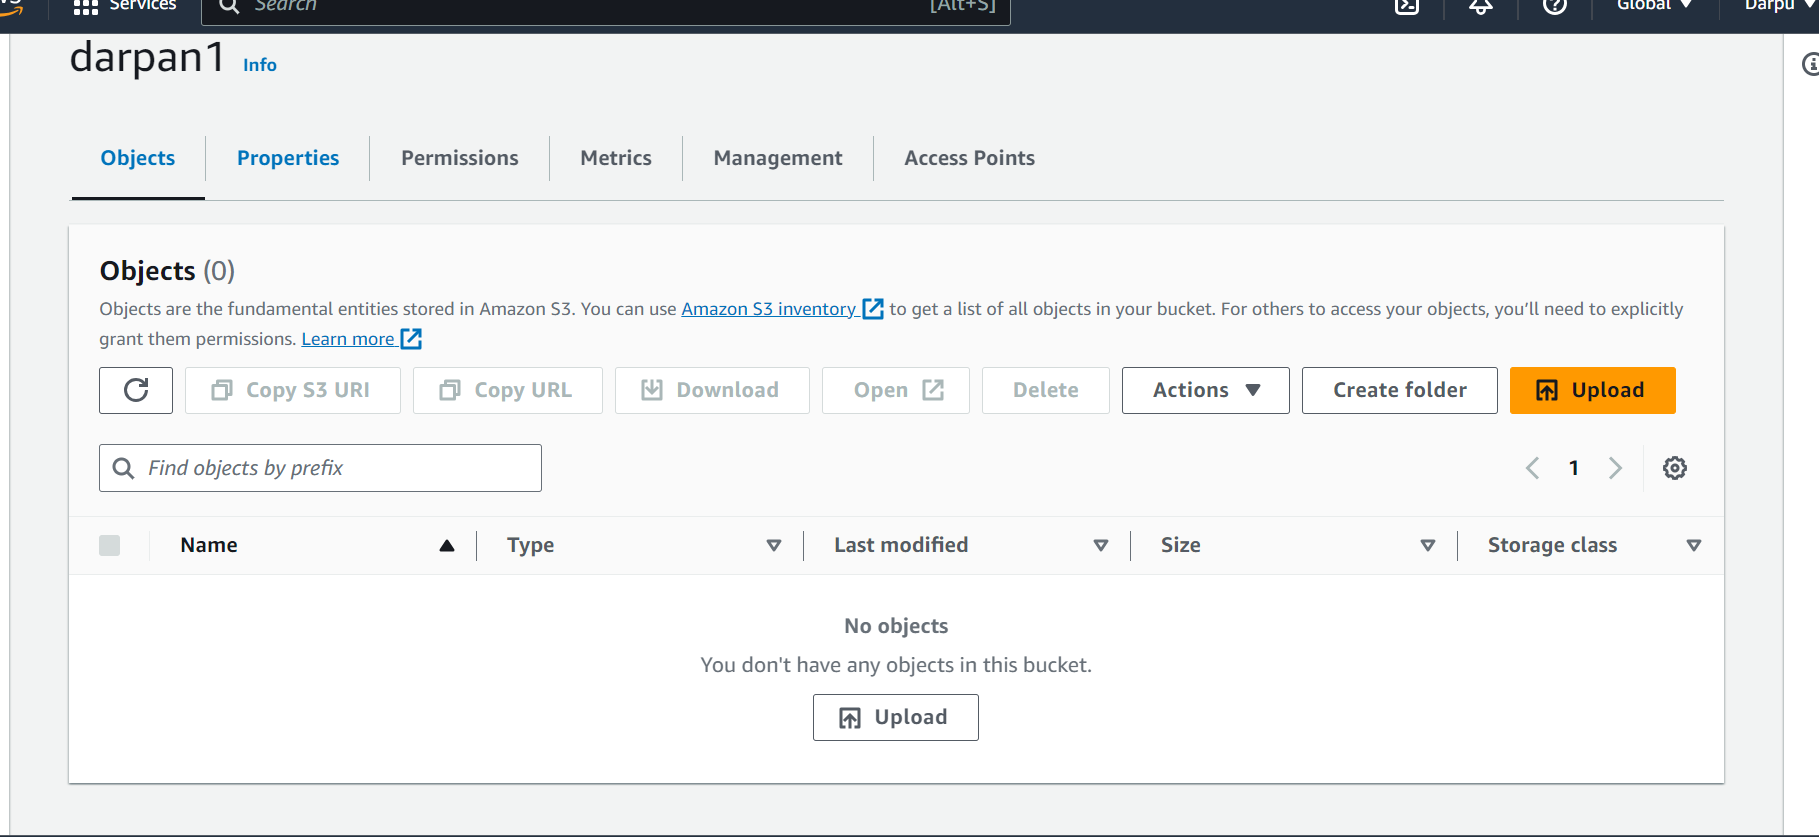 Services
Search
[Alt+S]
Global
Darpu
darpan1 Info
Objects Properties Permissions Metrics Management Access Points
Objects (0)
Objects are the fundamental entities stored in Amazon S3. You can use Amazon S3 inventory to get a list of all objects in your bucket. For others to access your objects, you’ll need to explicitly
grant them permissions. Learn more
Copy S3 URI Copy URL Download Open Delete Actions Create folder Upload
Find objects by prefix
1
Name Type Last modified Size Storage class
No objects
You don't have any objects in this bucket.
Upload